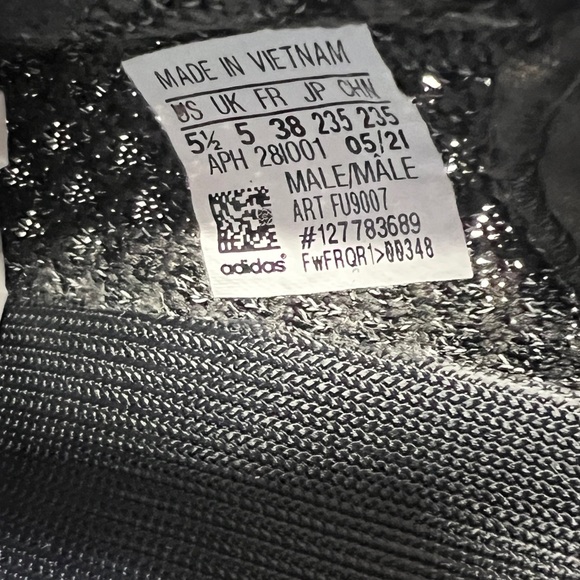 MADE IN VIETNAM
US UK FR JP CHN
5½ 5 38 235 235
APH 281001 05/21
MALE/MÂLE
ART FU9007
#127783689
adidas FwFRQR1>00348